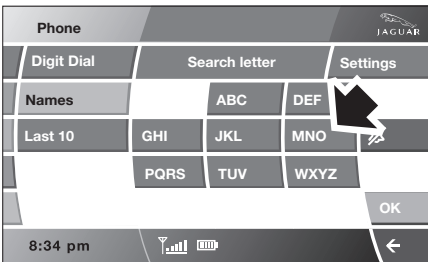 Phone
JAGUAR
Digit Dial Search letter Settings
Names ABC DEF
Last 10 GHI JKL MNO
PQRS TUV WXYZ
OK
8:34 pm